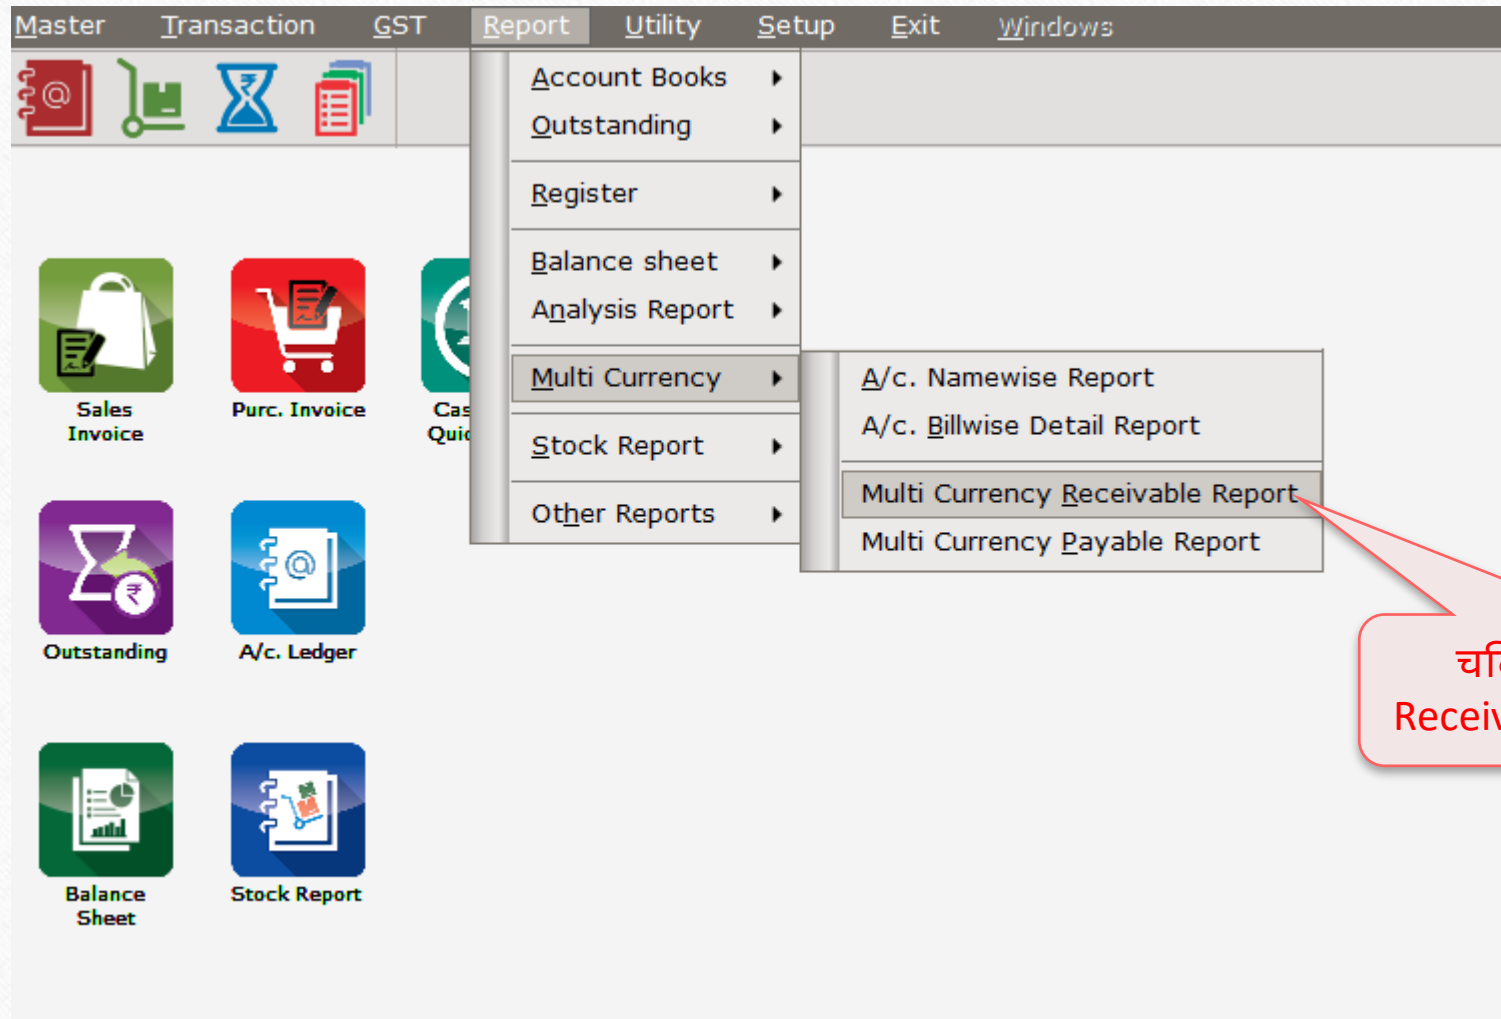 Master Transaction GST Report Utility Setup Exit Windows
Account Books
Outstanding
Register
Balance sheet
Analysis Report
Multi Currency
Stock Report
Other Reports
A/c. Namewise Report
A/c. Billwise Detail Report
Multi Currency Receivable Report
Multi Currency Payable Report
Sales
Invoice
Purc. Invoice
Outstanding
A/c. Ledger
Balance
Sheet
Stock Report